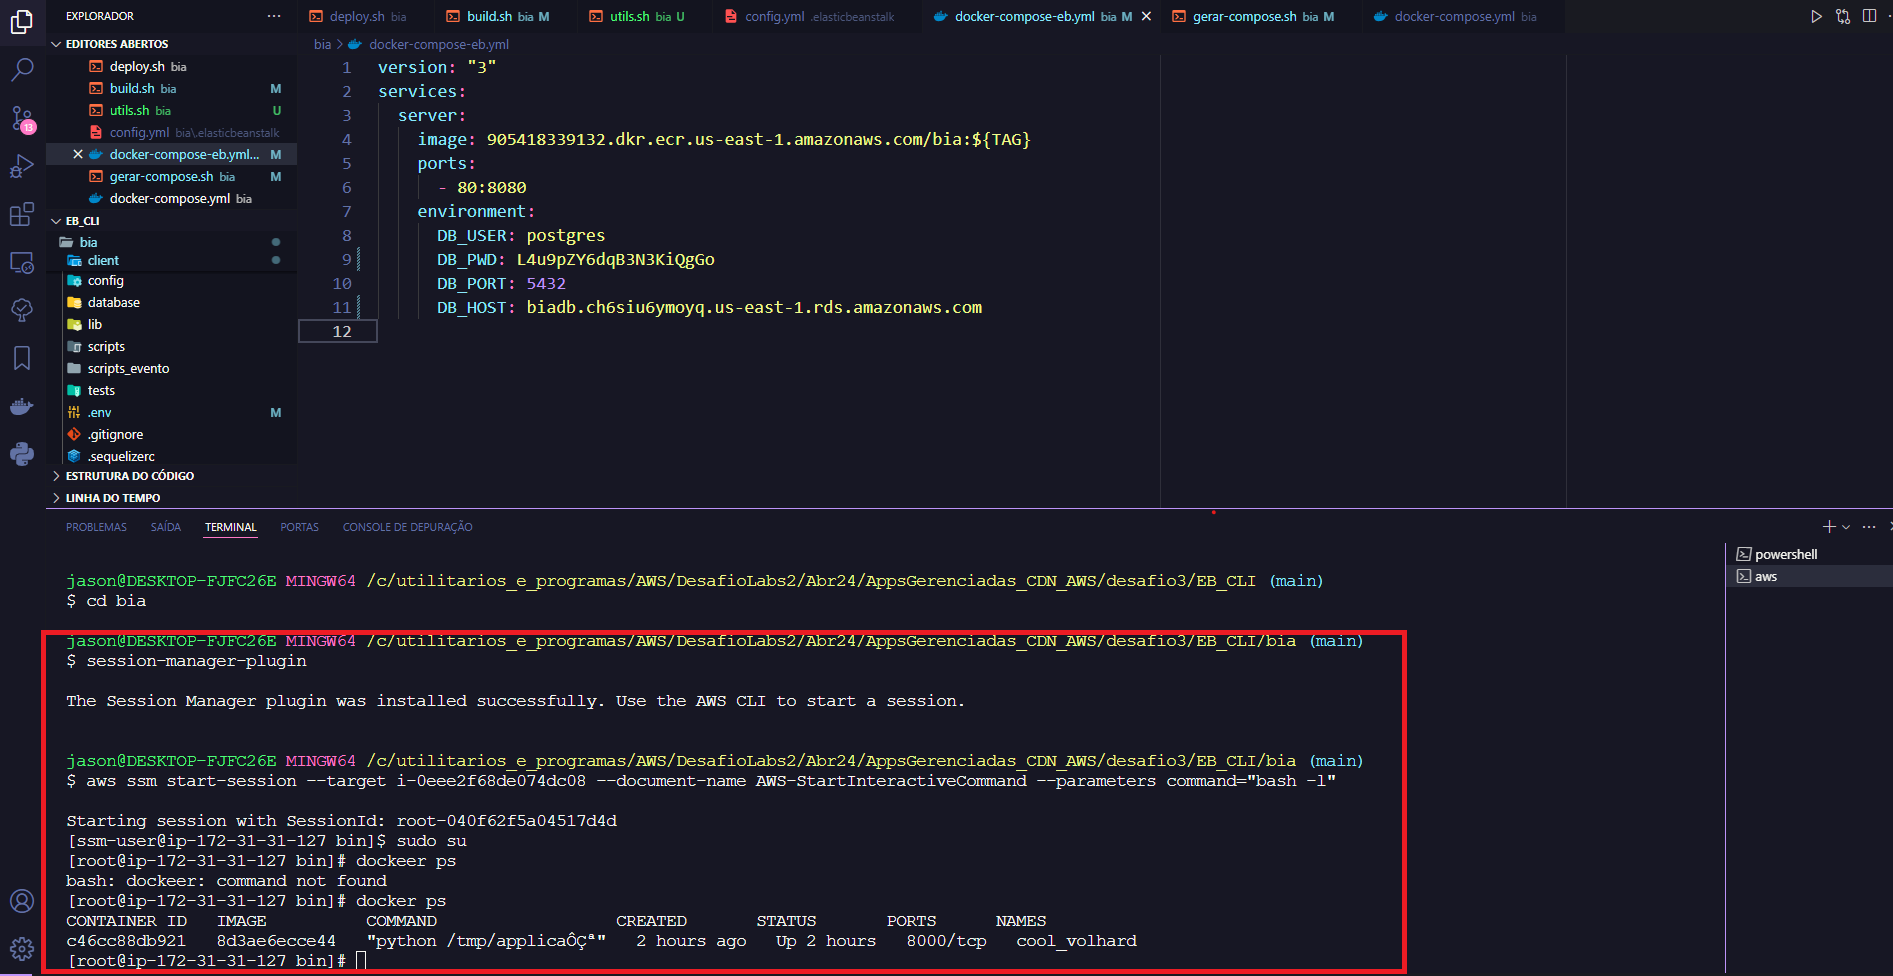 EXPLORADOR ···
deploy.sh bia
build.sh bia M
utils.sh bia U
config.yml .elasticbeanstalk
docker-compose-eb.yml bia M
gerar-compose.sh bia M
docker-compose.yml bia
EDITORES ABERTOS
deploy.sh bia
build.sh bia M
utils.sh bia U
config.yml bia\.elasticbeanstalk
docker-compose-eb.yml... M
gerar-compose.sh bia M
docker-compose.yml bia
EB_CLI
bia
client
config
database
lib
scripts
scripts_evento
tests
.env M
.gitignore
.sequelizerc
ESTRUTURA DO CÓDIGO
LINHA DO TEMPO
13
bia > docker-compose-eb.yml
1 version: "3"
2 services:
3 server:
4 image: 905418339132.dkr.ecr.us-east-1.amazonaws.com/bia:${TAG}
5 ports:
6 - 80:8080
7 environment:
8 DB_USER: postgres
9 DB_PWD: L4u9pZY6dqB3N3KiQgGo
10 DB_PORT: 5432
11 DB_HOST: biadb.ch6siu6ymoyq.us-east-1.rds.amazonaws.com
12
PROBLEMAS SAÍDA TERMINAL PORTAS CONSOLE DE DEPURAÇÃO
powershell
aws
jason@DESKTOP-FJFC26E MINGW64 /c/utilitarios_e_programas/AWS/DesafioLabs2/Abr24/AppsGerenciadas_CDN_AWS/desafio3/EB_CLI (main)
$ cd bia
jason@DESKTOP-FJFC26E MINGW64 /c/utilitarios_e_programas/AWS/DesafioLabs2/Abr24/AppsGerenciadas_CDN_AWS/desafio3/EB_CLI/bia (main)
$ session-manager-plugin
The Session Manager plugin was installed successfully. Use the AWS CLI to start a session.
jason@DESKTOP-FJFC26E MINGW64 /c/utilitarios_e_programas/AWS/DesafioLabs2/Abr24/AppsGerenciadas_CDN_AWS/desafio3/EB_CLI/bia (main)
$ aws ssm start-session --target i-0eee2f68de074dc08 --document-name AWS-StartInteractiveCommand --parameters command="bash -l"
Starting session with SessionId: root-040f62f5a04517d4d
[ssm-user@ip-172-31-31-127 bin]$ sudo su
[root@ip-172-31-31-127 bin]# dockeer ps
bash: dockeer: command not found
[root@ip-172-31-31-127 bin]# docker ps
CONTAINER ID IMAGE COMMAND CREATED STATUS PORTS NAMES
c46cc88db921 8d3ae6ecce44 "python /tmp/applicaÔÇª" 2 hours ago Up 2 hours 8000/tcp cool_volhard
[root@ip-172-31-31-127 bin]#